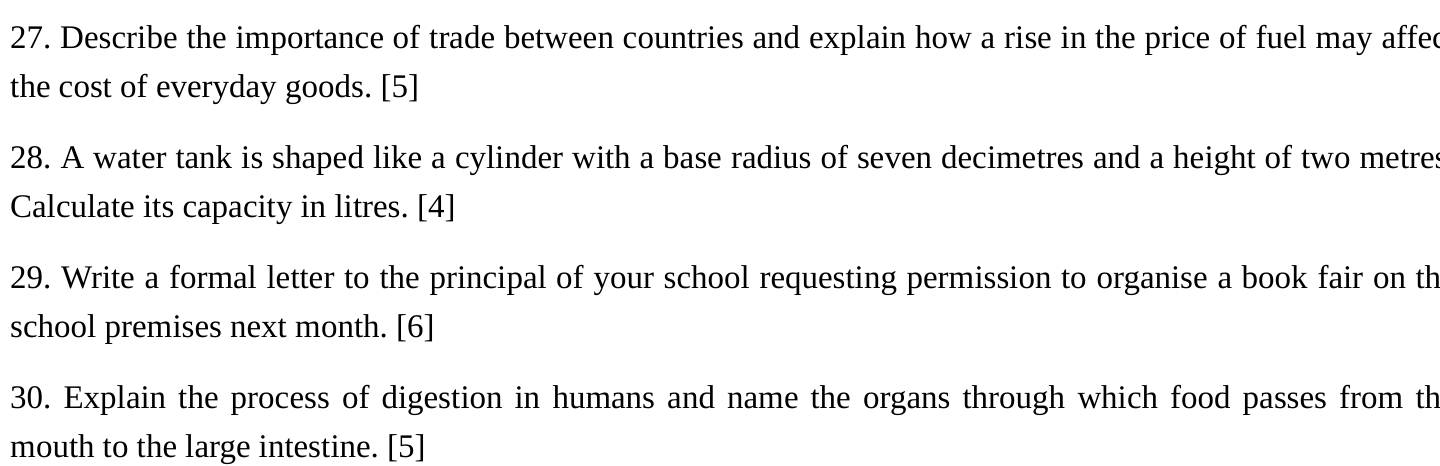 27. Describe the importance of trade between countries and explain how a rise in the price of fuel may affec
the cost of everyday goods. [5]
28. A water tank is shaped like a cylinder with a base radius of seven decimetres and a height of two metres
Calculate its capacity in litres. [4]
29. Write a formal letter to the principal of your school requesting permission to organise a book fair on th
school premises next month. [6]
30. Explain the process of digestion in humans and name the organs through which food passes from th
mouth to the large intestine. [5]